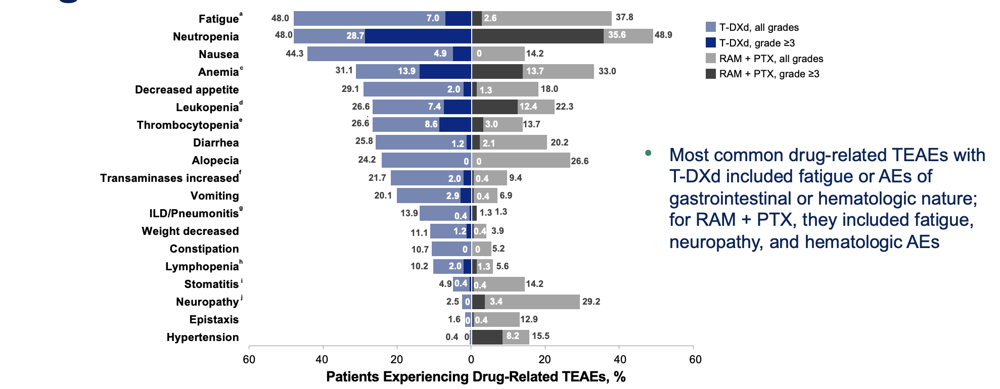 Fatigue^a 48.0 7.0 2.6 37.8
Neutropenia 48.0 28.7 35.6 48.9
Nausea 44.3 4.9 0 14.2
Anemia^c 31.1 13.9 13.7 33.0
Decreased appetite 29.1 2.0 1.3 18.0
Leukopenia^d 26.6 7.4 12.4 22.3
Thrombocytopenia^e 26.6 8.6 3.0 13.7
Diarrhea 25.8 1.2 2.1 20.2
Alopecia 24.2 0 0 26.6
Transaminases increased^f 21.7 2.0 0.4 9.4
Vomiting 20.1 2.9 0.4 6.9
ILD/Pneumonitis^g 13.9 0.4 1.3 1.3
Weight decreased 11.1 1.2 0.4 3.9
Constipation 10.7 0 0 5.2
Lymphopenia^h 10.2 2.0 1.3 5.6
Stomatitis^i 4.9 0.4 0.4 14.2
Neuropathy^j 2.5 0 3.4 29.2
Epistaxis 1.6 0 0.4 12.9
Hypertension 0.4 0 8.2 15.5
60 40 20 0 20 40 60
Patients Experiencing Drug-Related TEAEs, %
T-DXd, all grades
T-DXd, grade ≥3
RAM + PTX, all grades
RAM + PTX, grade ≥3
• Most common drug-related TEAEs with
T-DXd included fatigue or AEs of
gastrointestinal or hematologic nature;
for RAM + PTX, they included fatigue,
neuropathy, and hematologic AEs